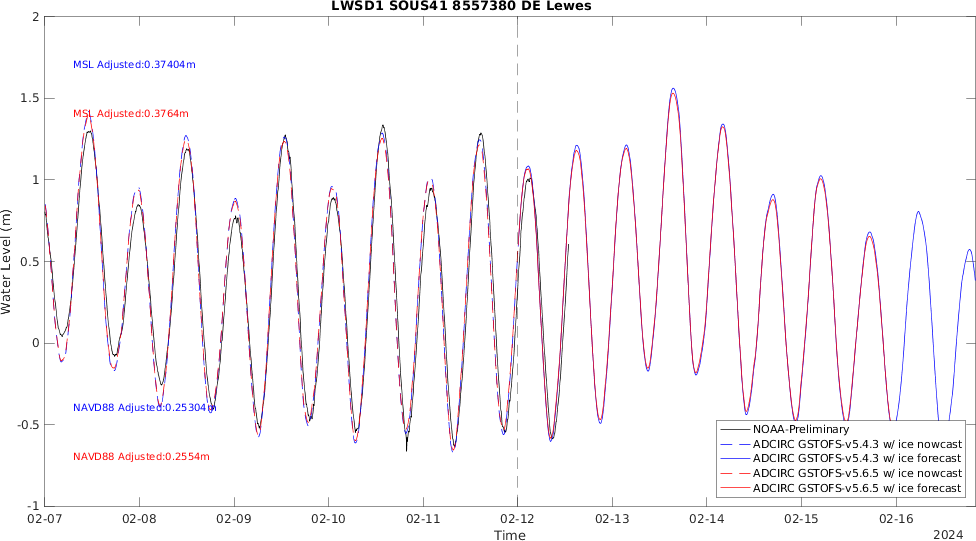 LWSD1 SOUS41 8557380 DE Lewes
2
1.5
1
0.5
0
-0.5
-1
Water Level (m)
MSL Adjusted:0.37404m
MSL Adjusted:0.3764m
NAVD88 Adjusted:0.25304m
NAVD88 Adjusted:0.2554m
NOAA-Preliminary
ADCIRC GSTOFS-v5.4.3 w/ ice nowcast
ADCIRC GSTOFS-v5.4.3 w/ ice forecast
ADCIRC GSTOFS-v5.6.5 w/ ice nowcast
ADCIRC GSTOFS-v5.6.5 w/ ice forecast
02-07 02-08 02-09 02-10 02-11 02-12 02-13 02-14 02-15 02-16
Time
2024